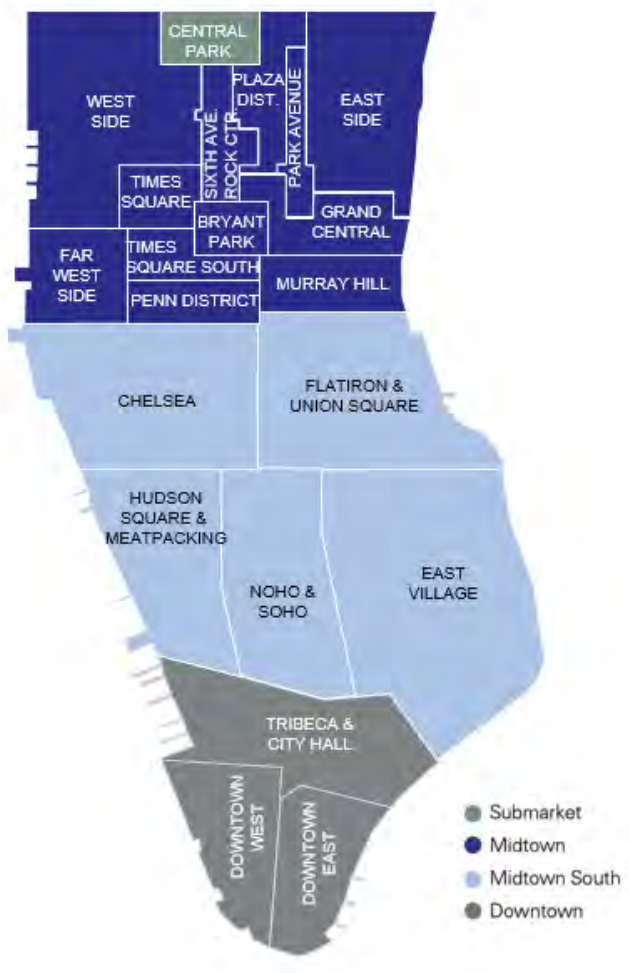 CENTRAL
PARK
WEST
SIDE
SIXTH AVE.
ROCK CTR.
PLAZA
DIST.
PARK AVENUE
EAST
SIDE
TIMES
SQUARE
BRYANT
PARK
GRAND
CENTRAL
FAR
WEST
SIDE
TIMES
SQUARE SOUTH
PENN DISTRICT
MURRAY HILL
CHELSEA
FLATIRON &
UNION SQUARE
HUDSON
SQUARE &
MEATPACKING
NOHO &
SOHO
EAST
VILLAGE
TRIBECA &
CITY HALL
DOWNTOWN
WEST
DOWNTOWN
EAST
Submarket
Midtown
Midtown South
Downtown